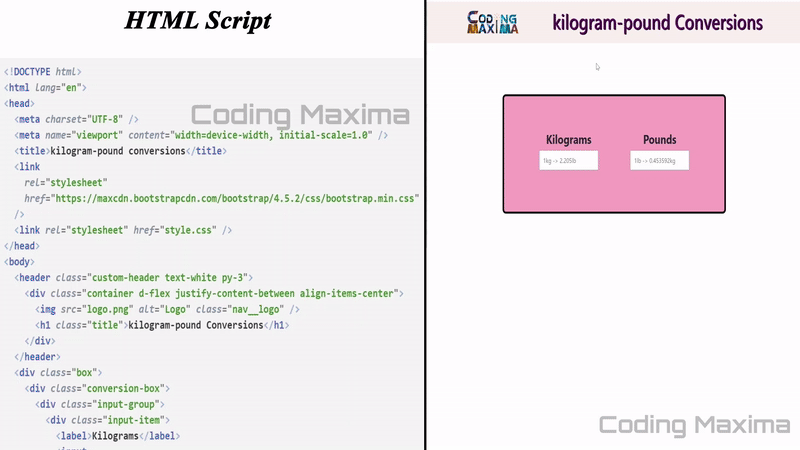 HTML Script
<!DOCTYPE html>
<html lang="en">
<head>
<meta charset="UTF-8" />
<meta name="viewport" content="width=device-width, initial-scale=1.0" />
<title>kilogram-pound conversions</title>
<link
rel="stylesheet"
href="https://maxcdn.bootstrapcdn.com/bootstrap/4.5.2/css/bootstrap.min.css"
/>
<link rel="stylesheet" href="style.css" />
</head>
<body>
<header class="custom-header text-white py-3">
<div class="container d-flex justify-content-between align-items-center">
<img src="logo.png" alt="Logo" class="nav__logo" />
<h1 class="title">kilogram-pound Conversions</h1>
</div>
</header>
<div class="box">
<div class="conversion-box">
<div class="input-group">
<div class="input-item">
<label>Kilograms</label>
Coding Maxima
CODING
MAXIMA
kilogram-pound Conversions
Kilograms
Pounds
1kg -> 2.205lb
1lb -> 0.453592kg
Coding Maxima